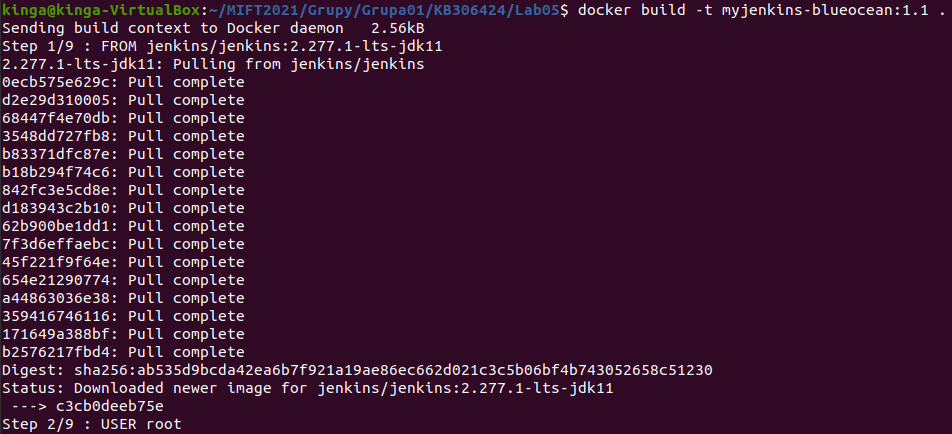 kinga@kinga-VirtualBox:~/MIFT2021/Grupy/Grupa01/KB306424/Lab05$ docker build -t myjenkins-blueocean:1.1 .
Sending build context to Docker daemon   2.56kB
Step 1/9 : FROM jenkins/jenkins:2.277.1-lts-jdk11
2.277.1-lts-jdk11: Pulling from jenkins/jenkins
0ecb575e629c: Pull complete
d2e29d310005: Pull complete
68447f4e70db: Pull complete
3548dd727fb8: Pull complete
b83371dfc87e: Pull complete
b18b294f74c6: Pull complete
842fc3e5cd8e: Pull complete
d183943c2b10: Pull complete
62b900be1dd1: Pull complete
7f3d6effaebc: Pull complete
45f221f9f64e: Pull complete
654e21290774: Pull complete
a44863036e38: Pull complete
359416746116: Pull complete
171649a388bf: Pull complete
b2576217fbd4: Pull complete
Digest: sha256:ab535d9bcda42ea6b7f921a19ae86ec662d021c3c5b06bf4b743052658c51230
Status: Downloaded newer image for jenkins/jenkins:2.277.1-lts-jdk11
 ---> c3cb0deeb75e
Step 2/9 : USER root